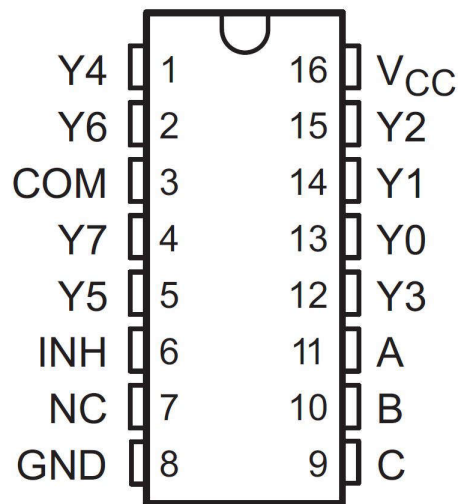 Y4 1 16 VCC
Y6 2 15 Y2
COM 3 14 Y1
Y7 4 13 Y0
Y5 5 12 Y3
INH 6 11 A
NC 7 10 B
GND 8 9 C